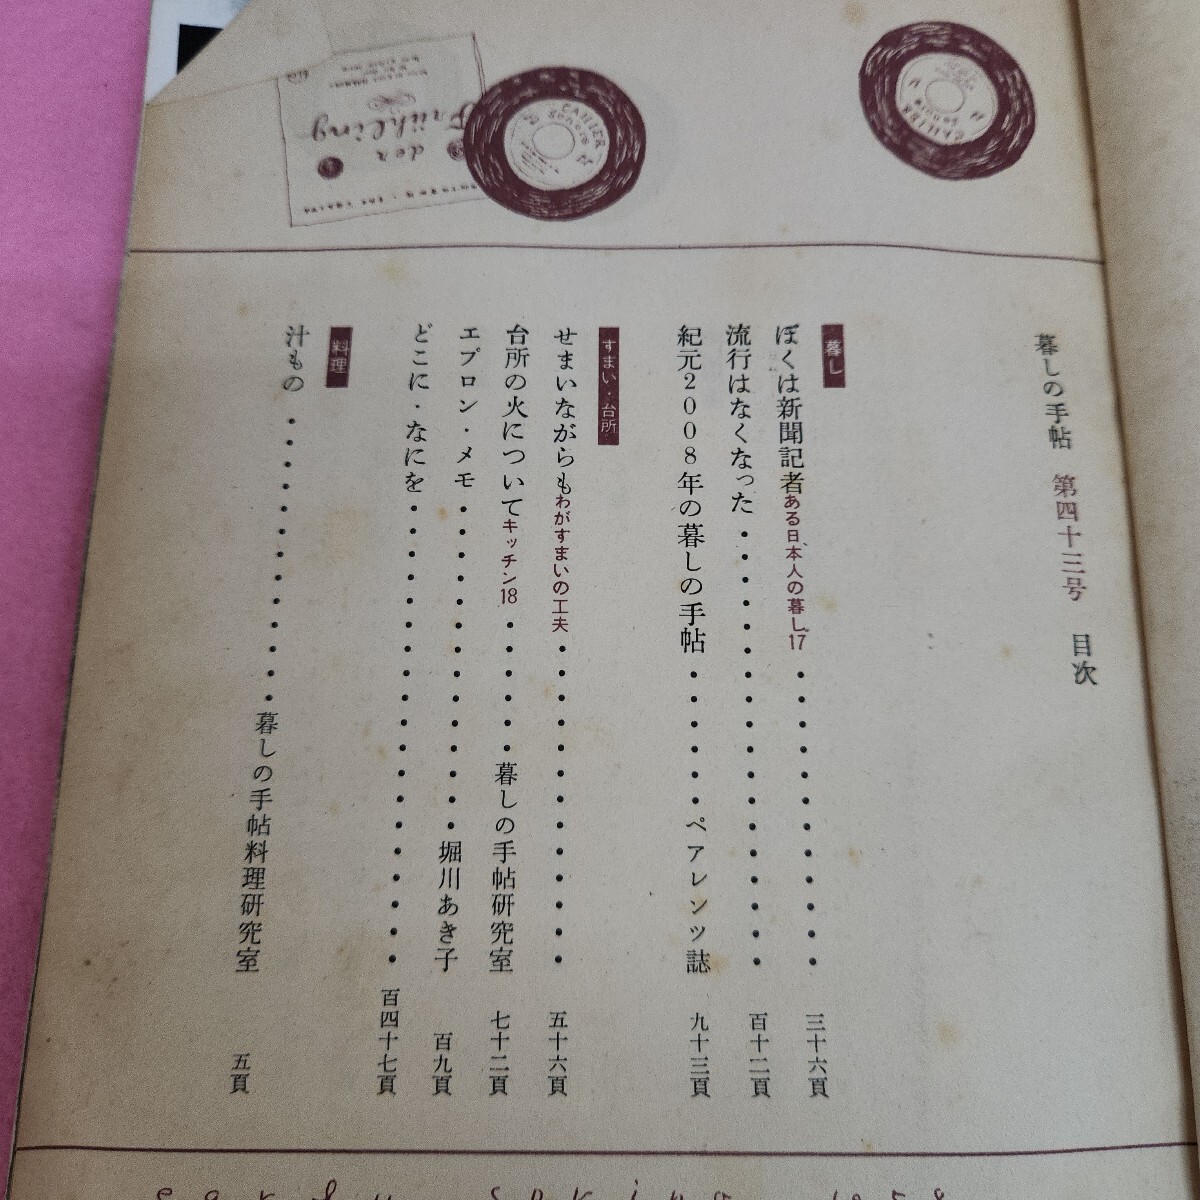 暮しの手帖 第四十三号 目次
暮し
ぼくは新聞記者 ある日本人の暮し17 ・・・・・・・・・・・・ 三十六頁
流行はなくなった ・・・・・・・・・・・・・・・・・・ 百十二頁
紀元2008年の暮しの手帖 ・・・・・・ ペアレンツ誌 九十三頁
すまい・台所
せまいながらも わがすまいの工夫 ・・・・・・・・・・・・・ 五十六頁
台所の火について キッチン18 ・・・・・・ 暮しの手帖研究室 七十二頁
エプロン・メモ ・・・・・・・・・・・・・・ 堀川あき子 百九頁
どこに・なにを ・・・・・・・・・・・・・・・・・・・ 百四十七頁
料理
汁もの ・・・・・・・・・・・・・ 暮しの手帖料理研究室 五頁
der
Frühling
CAHIER
CAHIER